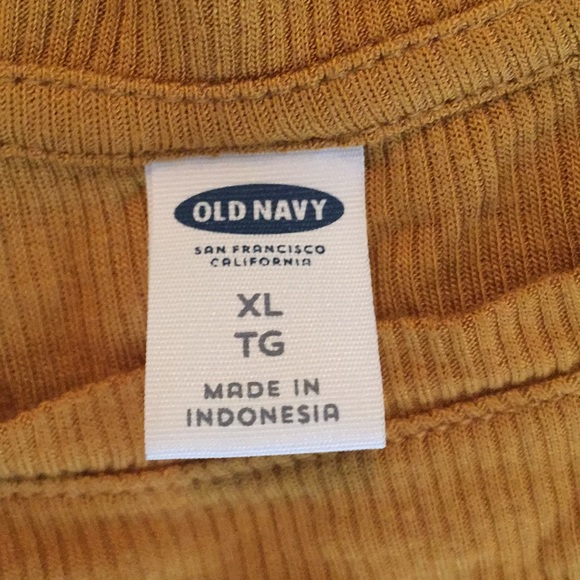 OLD NAVY
SAN FRANCISCO
CALIFORNIA
XL
TG
MADE IN
INDONESIA